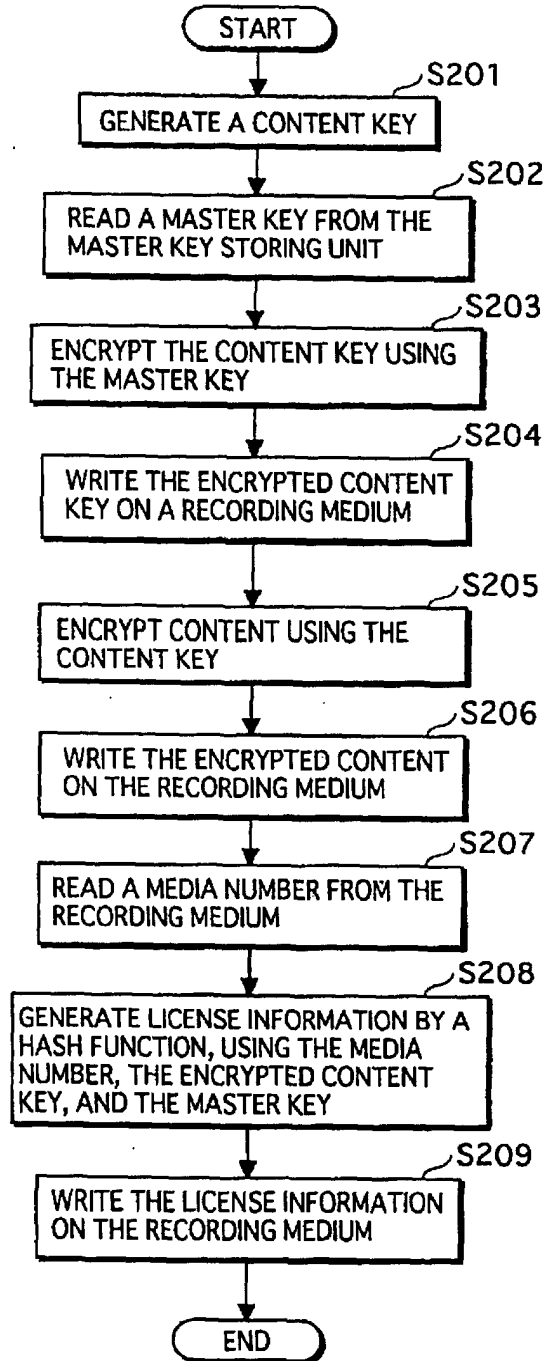 START
S201
GENERATE A CONTENT KEY
S202
READ A MASTER KEY FROM THE
MASTER KEY STORING UNIT
S203
ENCRYPT THE CONTENT KEY USING
THE MASTER KEY
S204
WRITE THE ENCRYPTED CONTENT
KEY ON A RECORDING MEDIUM
S205
ENCRYPT CONTENT USING THE
CONTENT KEY
S206
WRITE THE ENCRYPTED CONTENT
ON THE RECORDING MEDIUM
S207
READ A MEDIA NUMBER FROM THE
RECORDING MEDIUM
S208
GENERATE LICENSE INFORMATION BY A
HASH FUNCTION, USING THE MEDIA
NUMBER, THE ENCRYPTED CONTENT
KEY, AND THE MASTER KEY
S209
WRITE THE LICENSE INFORMATION
ON THE RECORDING MEDIUM
END